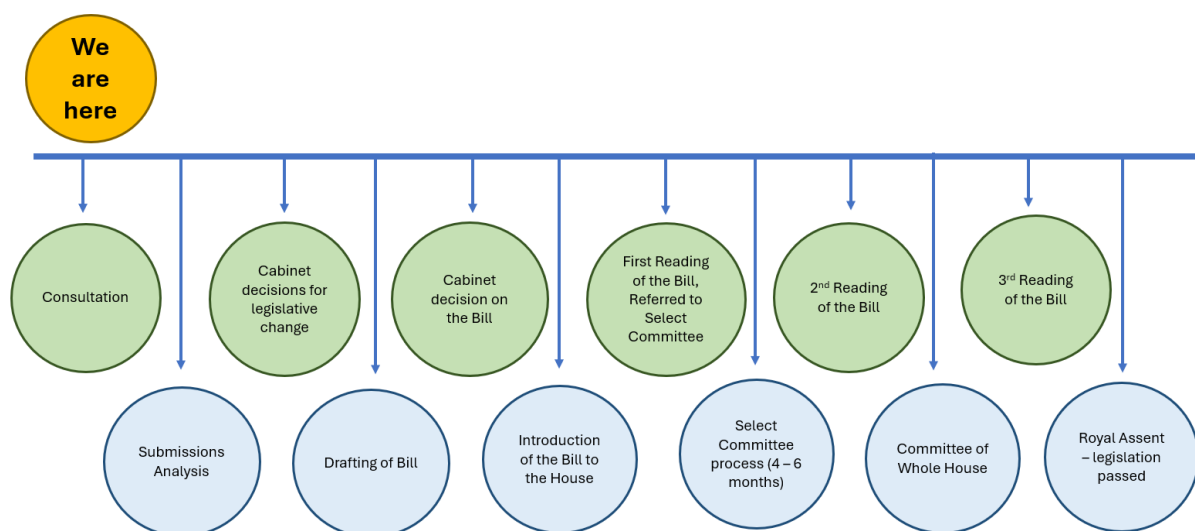 We
are
here
Consultation
Submissions
Analysis
Cabinet
decisions for
legislative
change
Drafting of Bill
Cabinet
decision on
the Bill
Introduction
of the Bill to
the House
First Reading
of the Bill,
Referred to
Select
Committee
Select
Committee
process (4 – 6
months)
2nd Reading
of the Bill
Committee of
Whole House
3rd Reading
of the Bill
Royal Assent
– legislation
passed